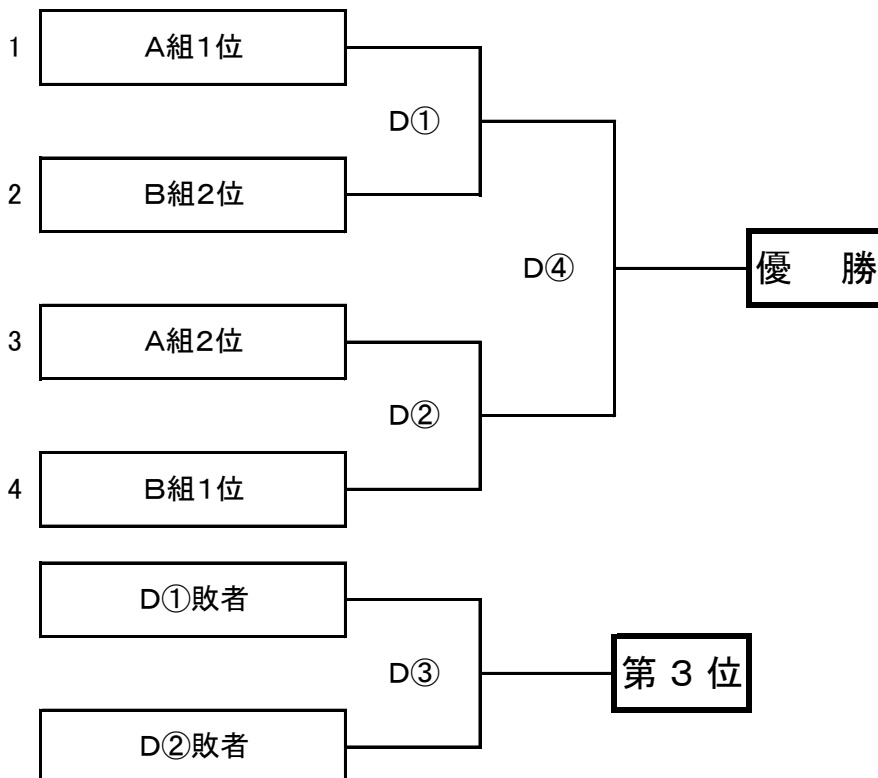 1 A組1位
D①
2 B組2位
D④
優 勝
3 A組2位
D②
4 B組1位
D①敗者
D③
第3位
D②敗者